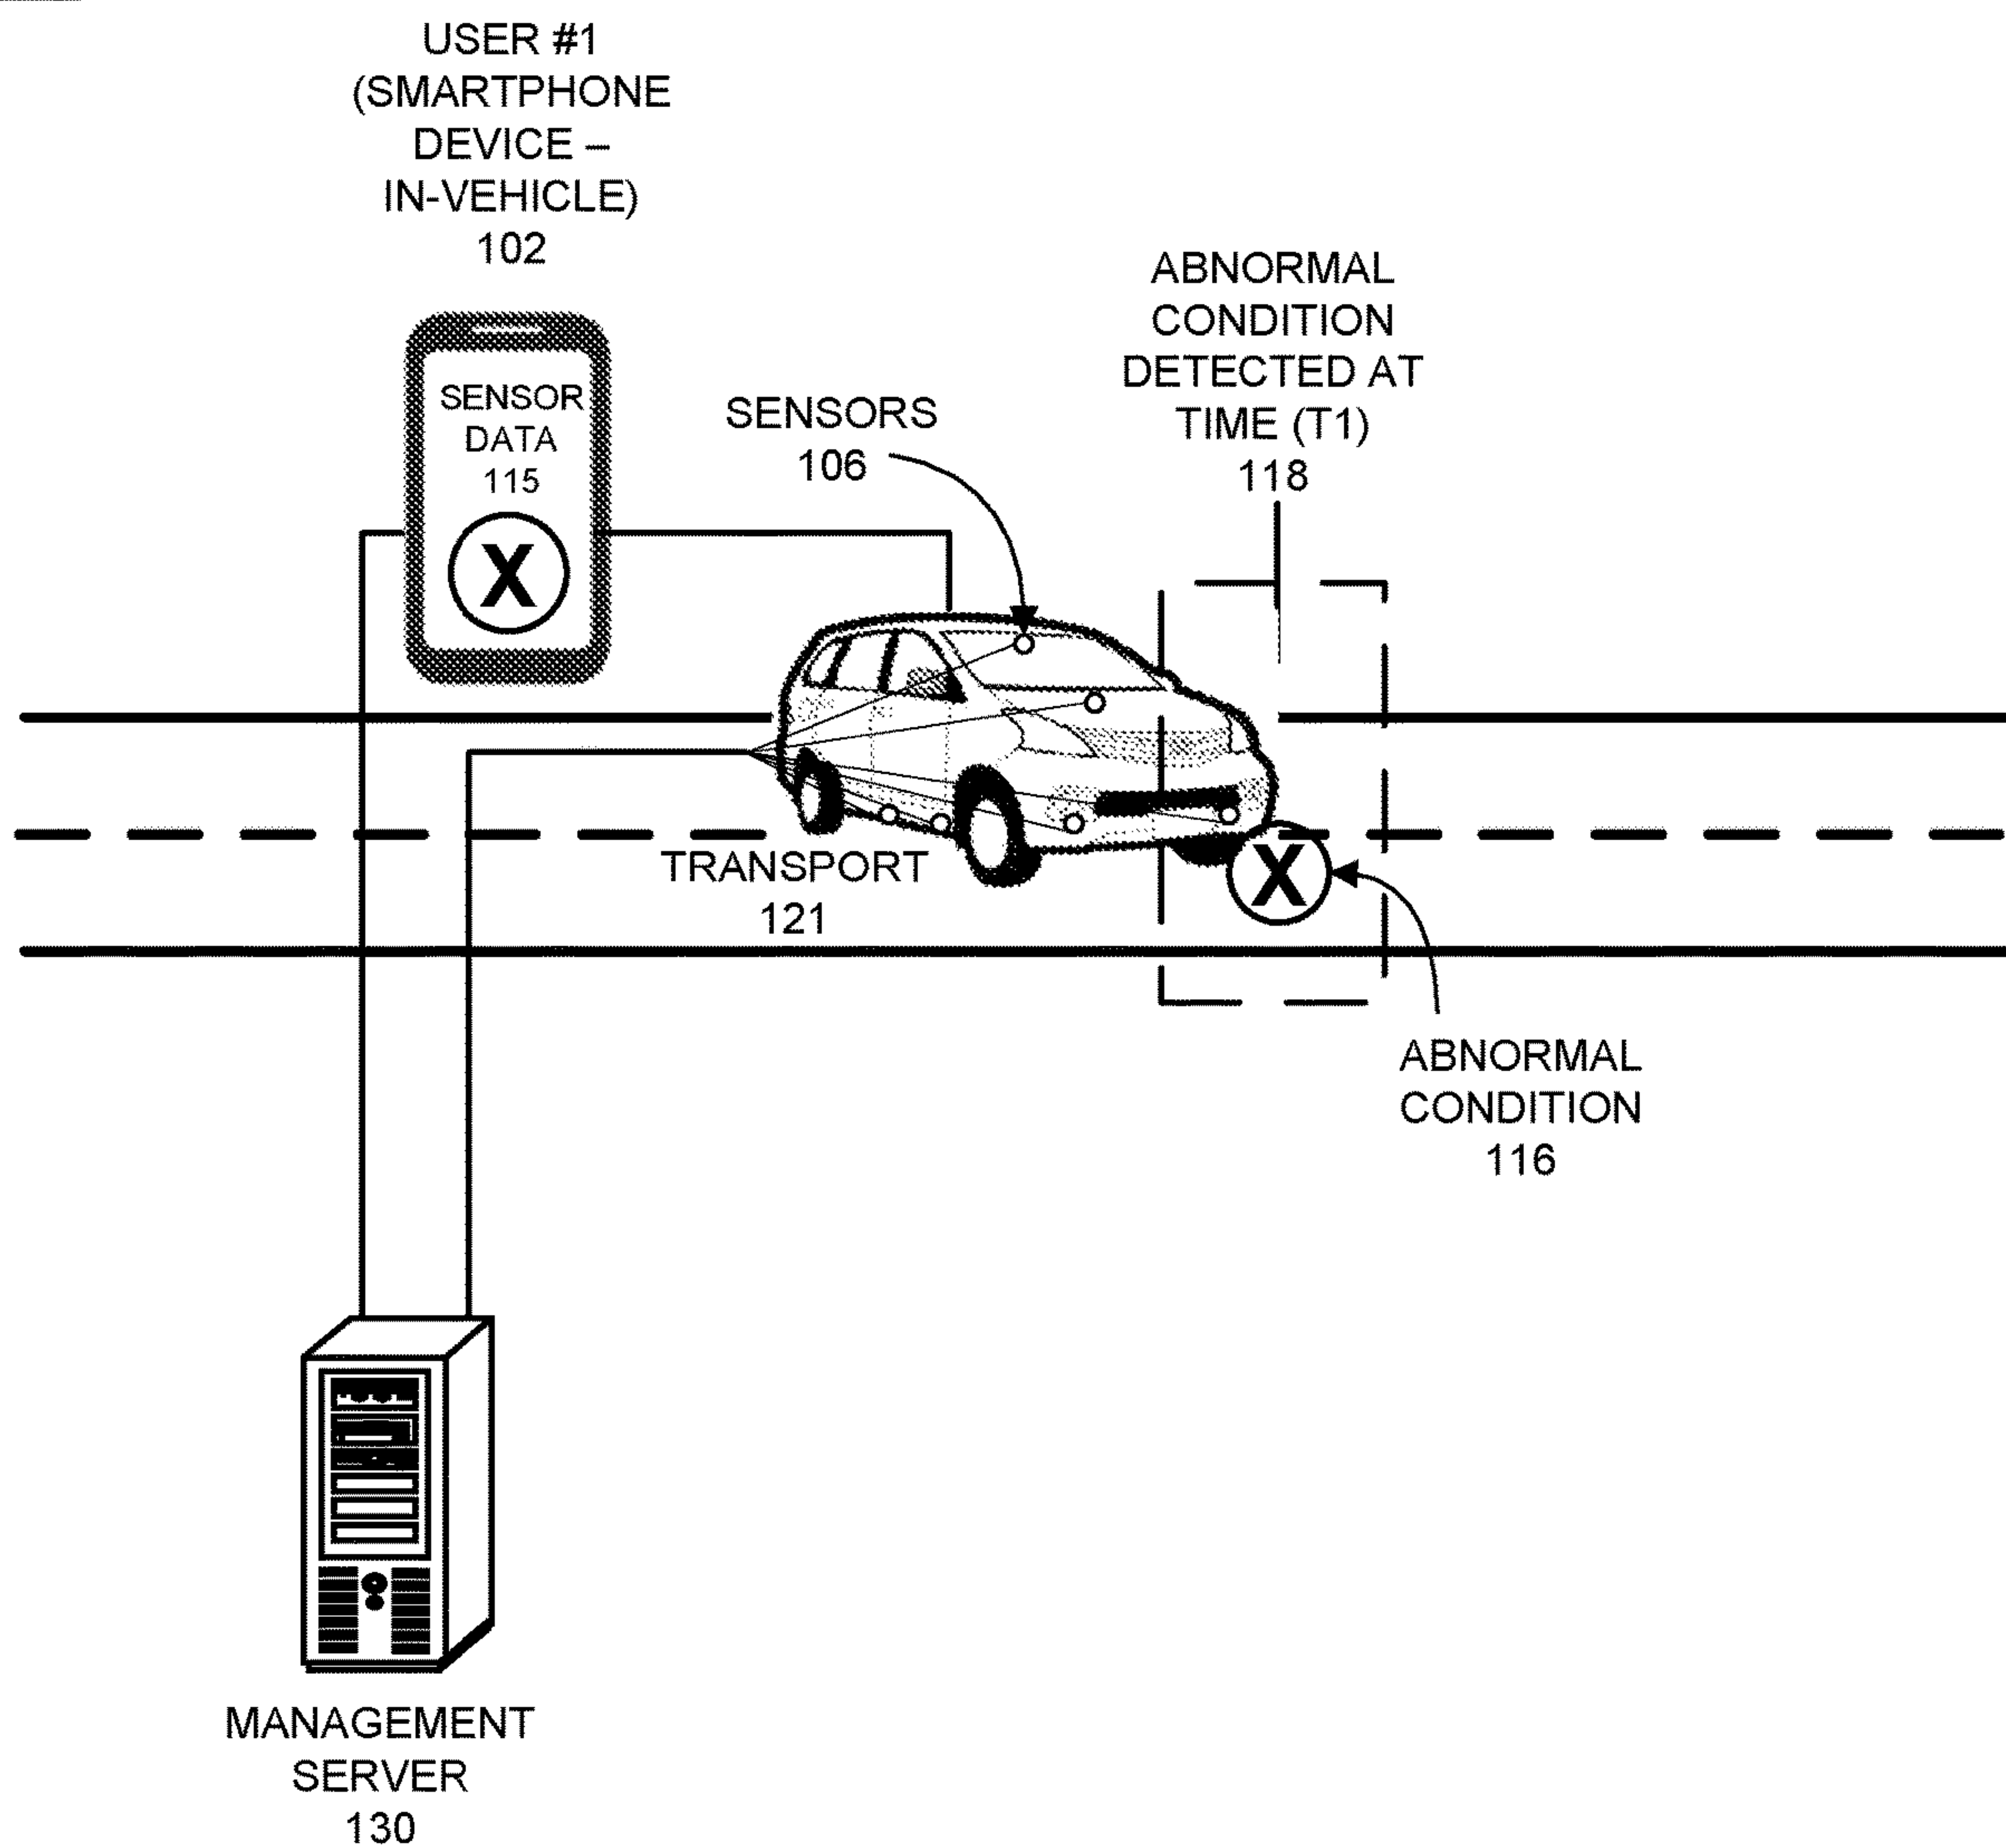 USER #1
(SMARTPHONE
DEVICE –
IN-VEHICLE)
102
SENSOR
DATA
115
X
SENSORS
106
ABNORMAL
CONDITION
DETECTED AT
TIME (T1)
118
TRANSPORT
121
X
ABNORMAL
CONDITION
116
MANAGEMENT
SERVER
130